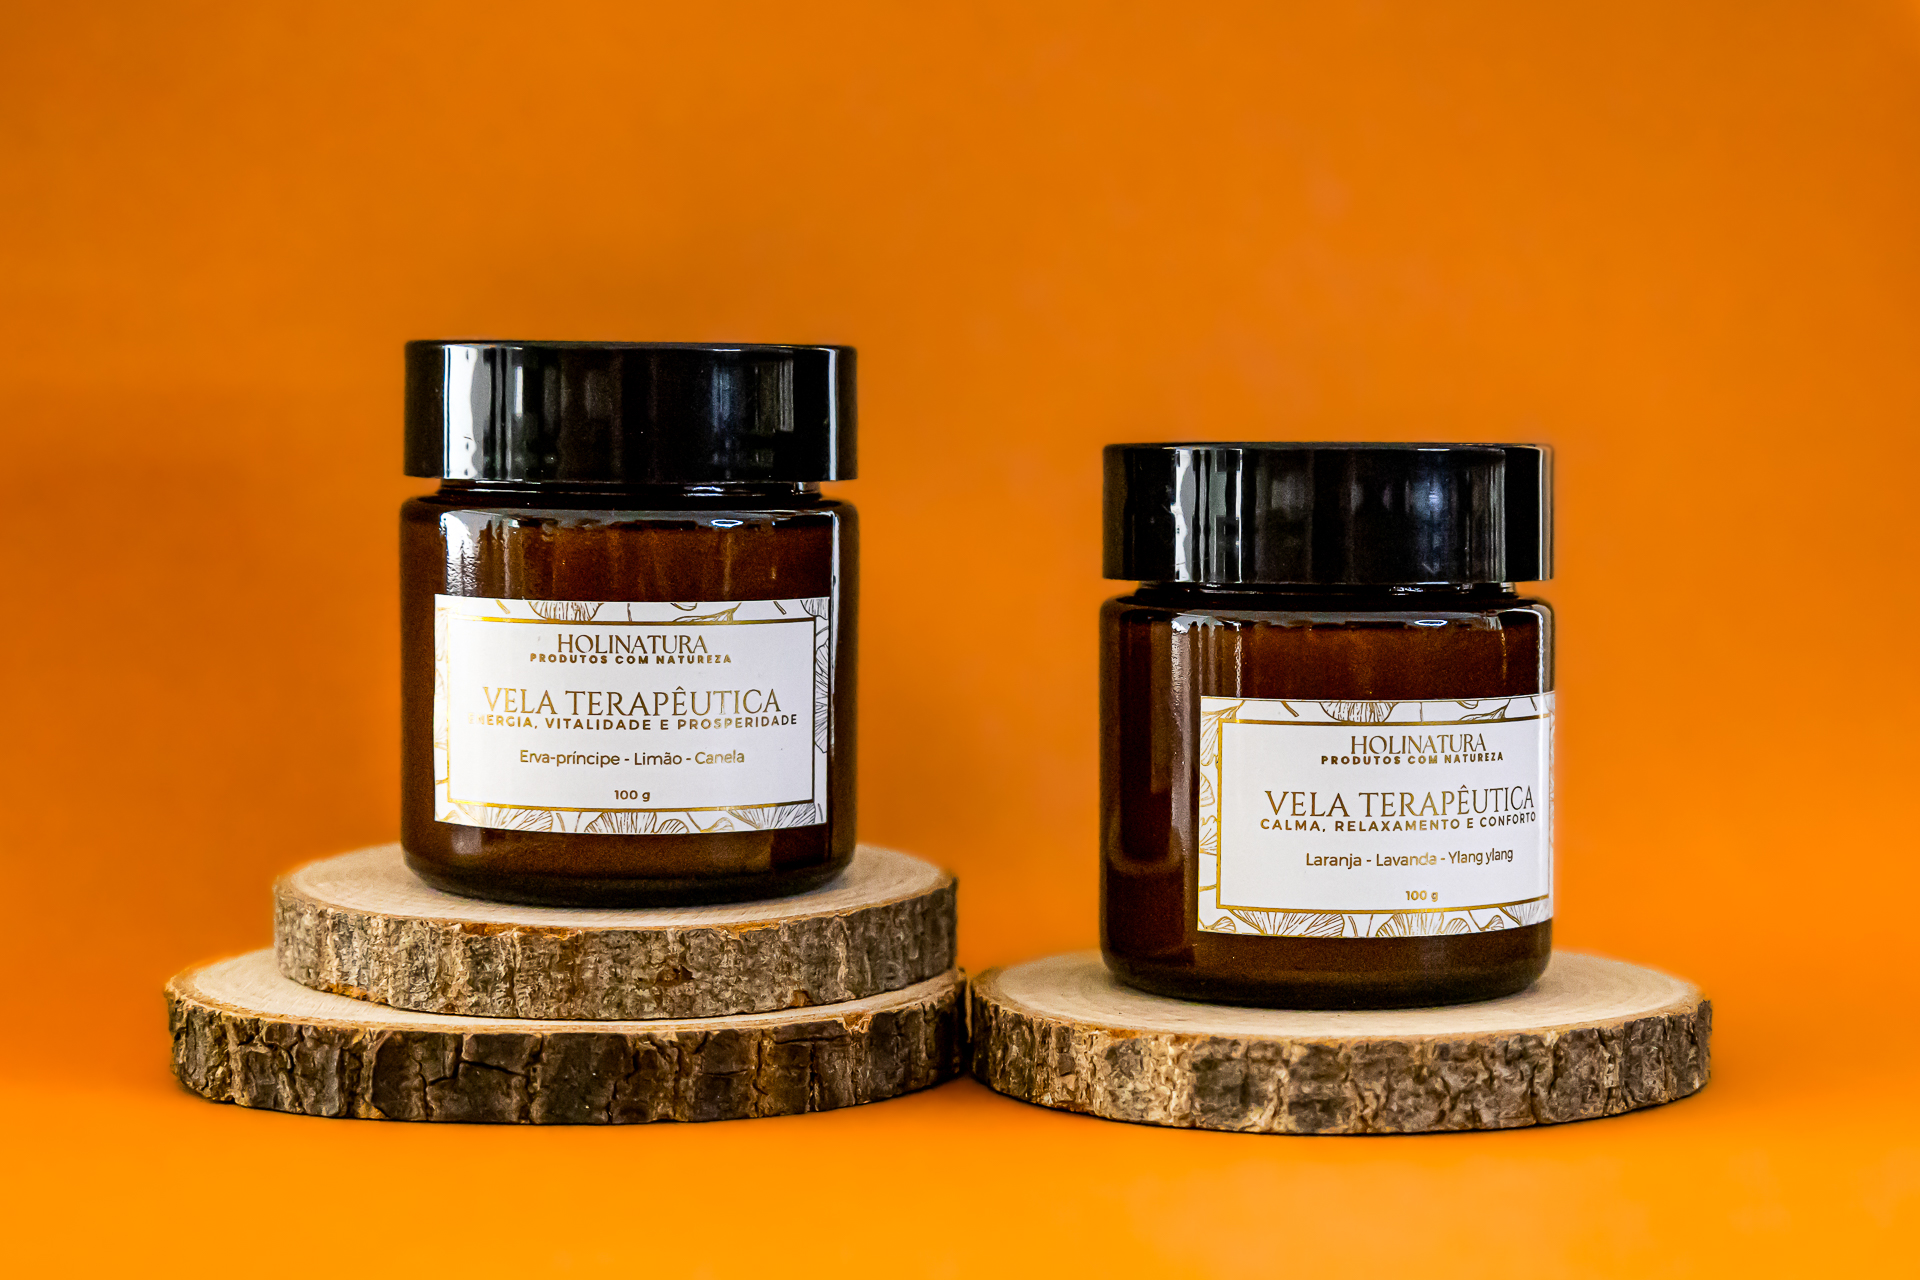 HOLINATURA
PRODUTOS COM NATUREZA
VELA TERAPÊUTICA
ENERGIA, VITALIDADE E PROSPERIDADE
Erva-príncipe - Limão - Canela
100 g
HOLINATURA
PRODUTOS COM NATUREZA
VELA TERAPÊUTICA
CALMA, RELAXAMENTO E CONFORTO
Laranja - Lavanda - Ylang ylang
100 g